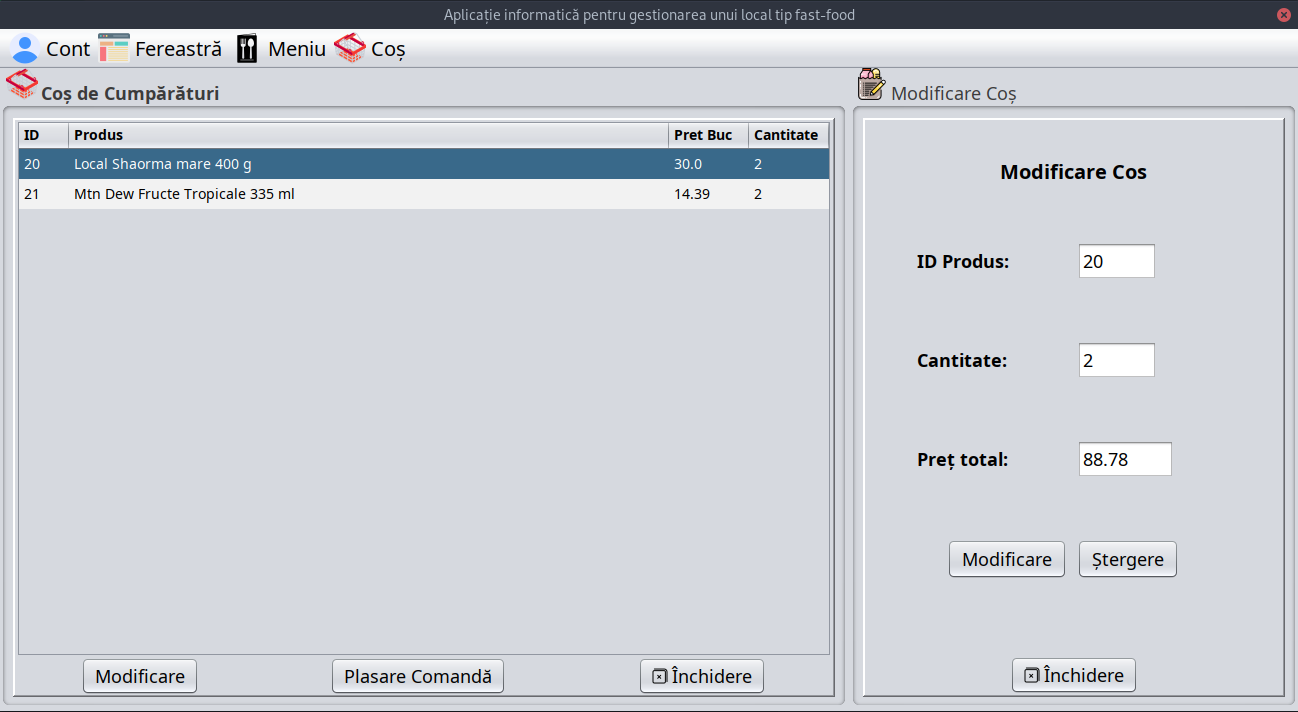 Aplicație informatică pentru gestionarea unui local tip fast-food
Cont Fereastră Meniu Coș
Coș de Cumpărături
ID Produs Pret Buc Cantitate
20 Local Shaorma mare 400 g 30.0 2
21 Mtn Dew Fructe Tropicale 335 ml 14.39 2
Modificare Plasare Comandă Închidere
Modificare Coș
Modificare Cos
ID Produs: 20
Cantitate: 2
Preț total: 88.78
Modificare Ștergere
Închidere